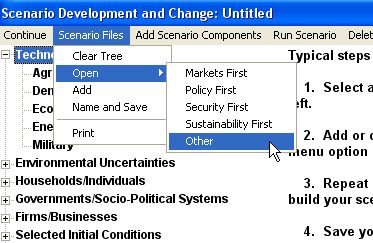 Scenario Development and Change: Untitled
Continue Scenario Files Add Scenario Components Run Scenario Delet
Clear Tree
Open
Add
Name and Save
Print
Markets First
Policy First
Security First
Sustainability First
Other
Techno
Agr
Den
Eco
Ene
Military
Environmental Uncertainties
Households/Individuals
Governments/Socio-Political Systems
Firms/Businesses
Selected Initial Conditions
Typical steps
1. Select a
eft.
2. Add or c
menu option
3. Repeat
build your sce
4. Save yo